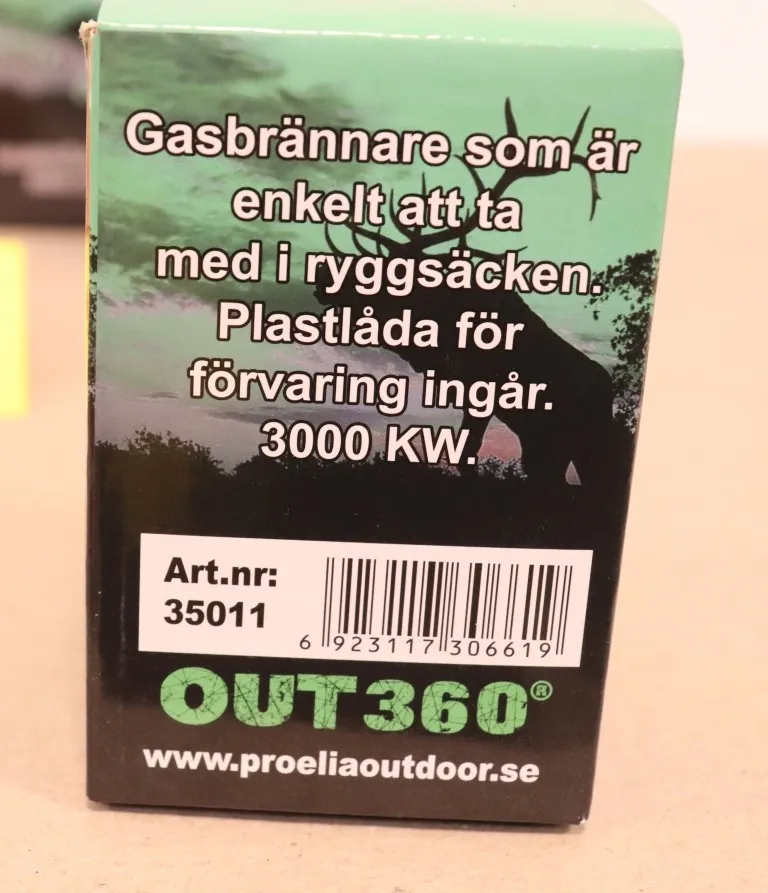 Gasbrännare som är
enkelt att ta
med i ryggsäcken.
Plastlåda för
förvaring ingår.
3000 KW.
Art.nr:
35011
6 923117 306619
OUT360®
www.proeliaoutdoor.se